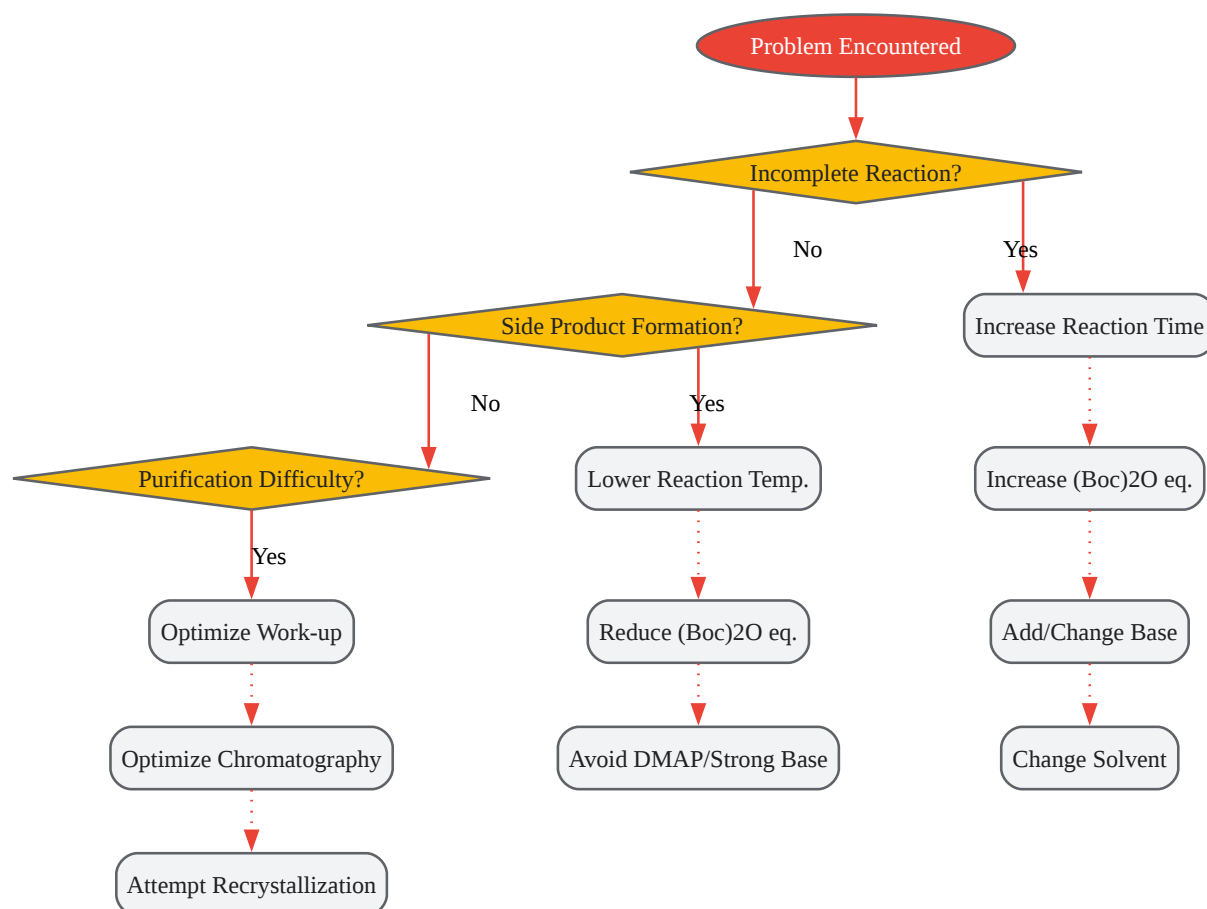 Problem Encountered
Incomplete Reaction?
No
Yes
Side Product Formation?
Increase Reaction Time
No
Yes
Purification Difficulty?
Lower Reaction Temp.
Increase (Boc)2O eq.
Yes
Optimize Work-up
Reduce (Boc)2O eq.
Add/Change Base
Optimize Chromatography
Avoid DMAP/Strong Base
Change Solvent
Attempt Recrystallization